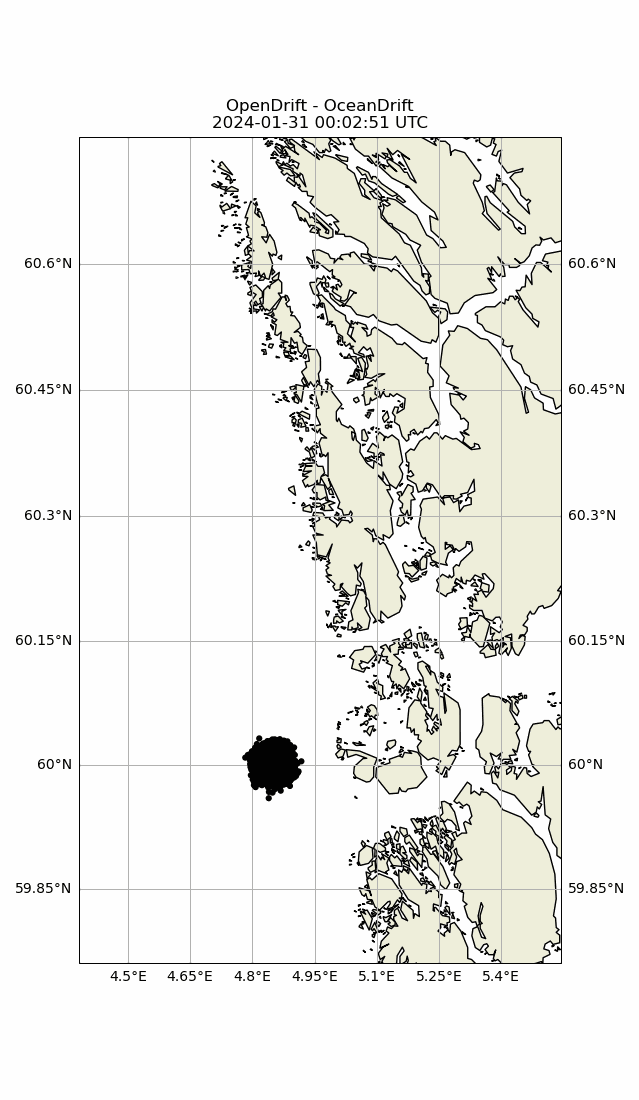 OpenDrift - OceanDrift
2024-01-31 00:02:51 UTC
60.6°N 60.6°N
60.45°N 60.45°N
60.3°N 60.3°N
60.15°N 60.15°N
60°N 60°N
59.85°N 59.85°N
4.5°E 4.65°E 4.8°E 4.95°E 5.1°E 5.25°E 5.4°E